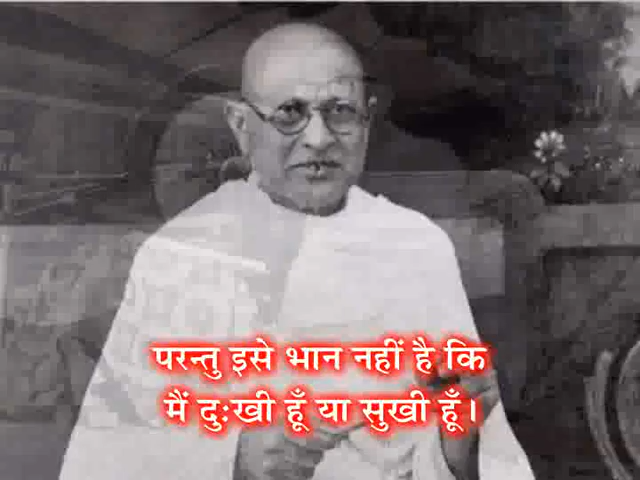 परन्तु इसे भान नहीं है कि
मैं दुःखी हूँ या सुखी हूँ।